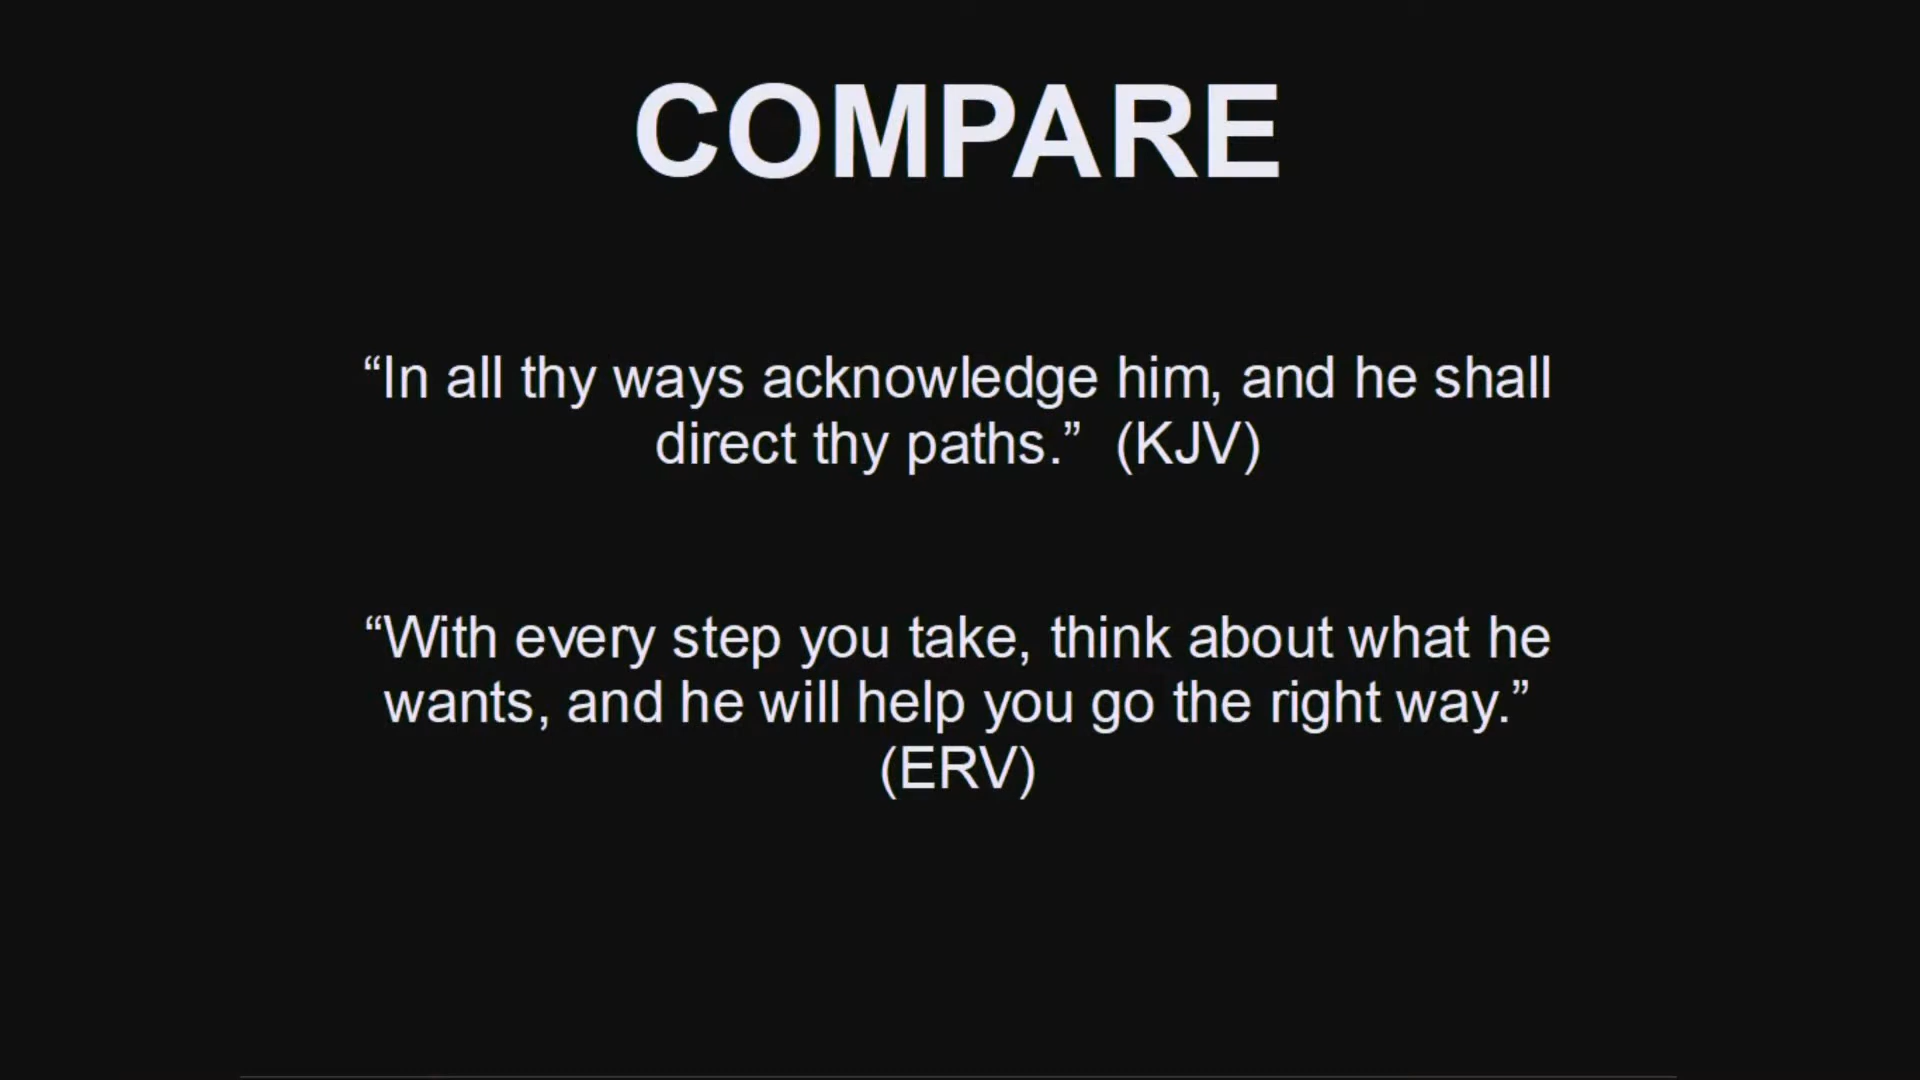 COMPARE
“In all thy ways acknowledge him, and he shall
direct thy paths.”  (KJV)
“With every step you take, think about what he
wants, and he will help you go the right way.”
(ERV)